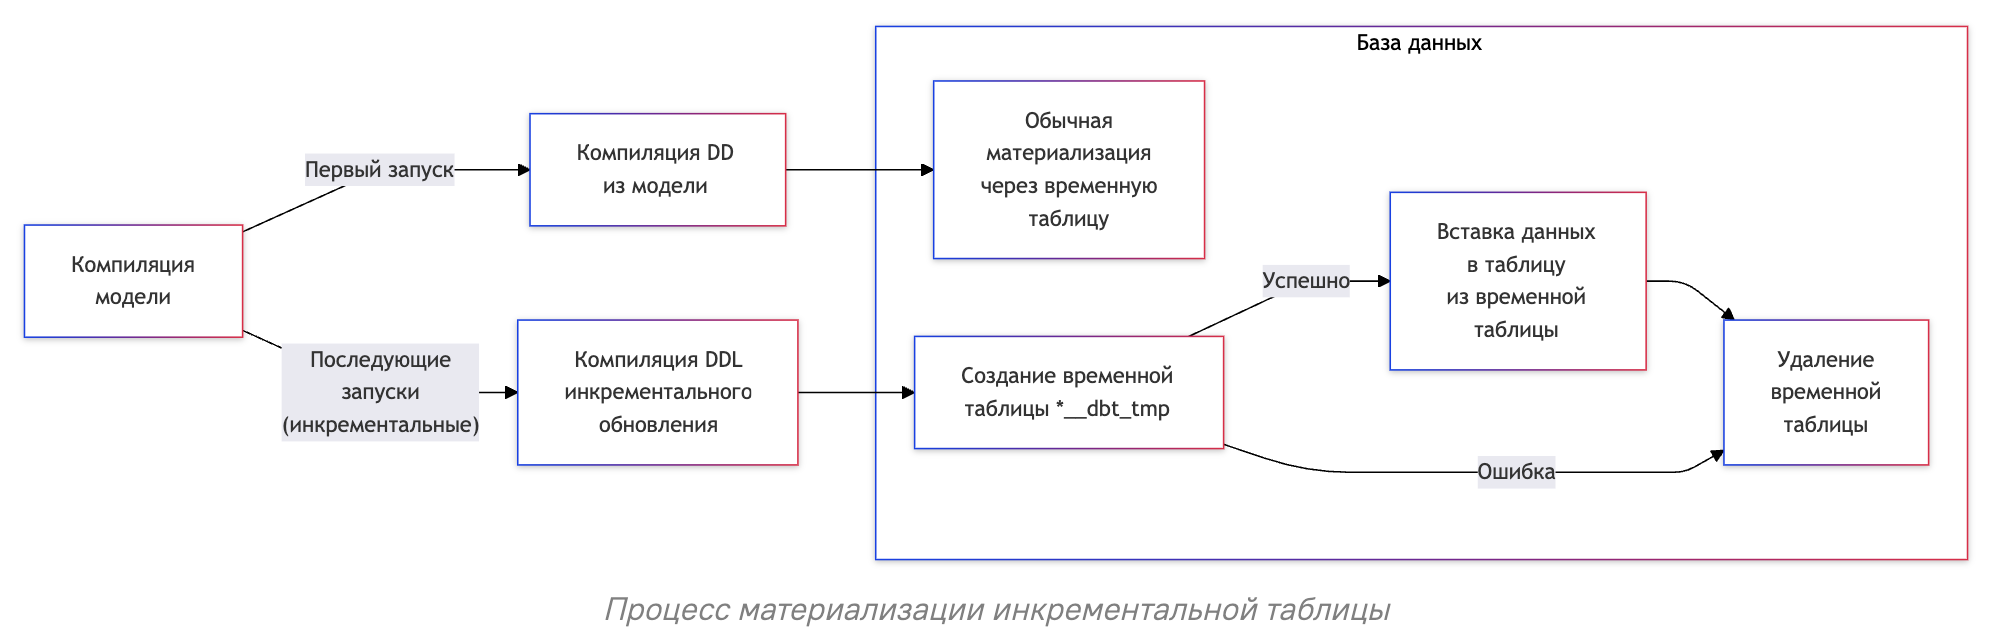 База данных
Обычная
материализация
через временную
таблицу
Первый запуск
Компиляция DD
из модели
Компиляция
модели
Последующие
запуски
(инкрементальные)
Компиляция DDL
инкрементального
обновления
Создание временной
таблицы *__dbt_tmp
Успешно
Вставка данных
в таблицу
из временной
таблицы
Ошибка
Удаление
временной
таблицы
Процесс материализации инкрементальной таблицы